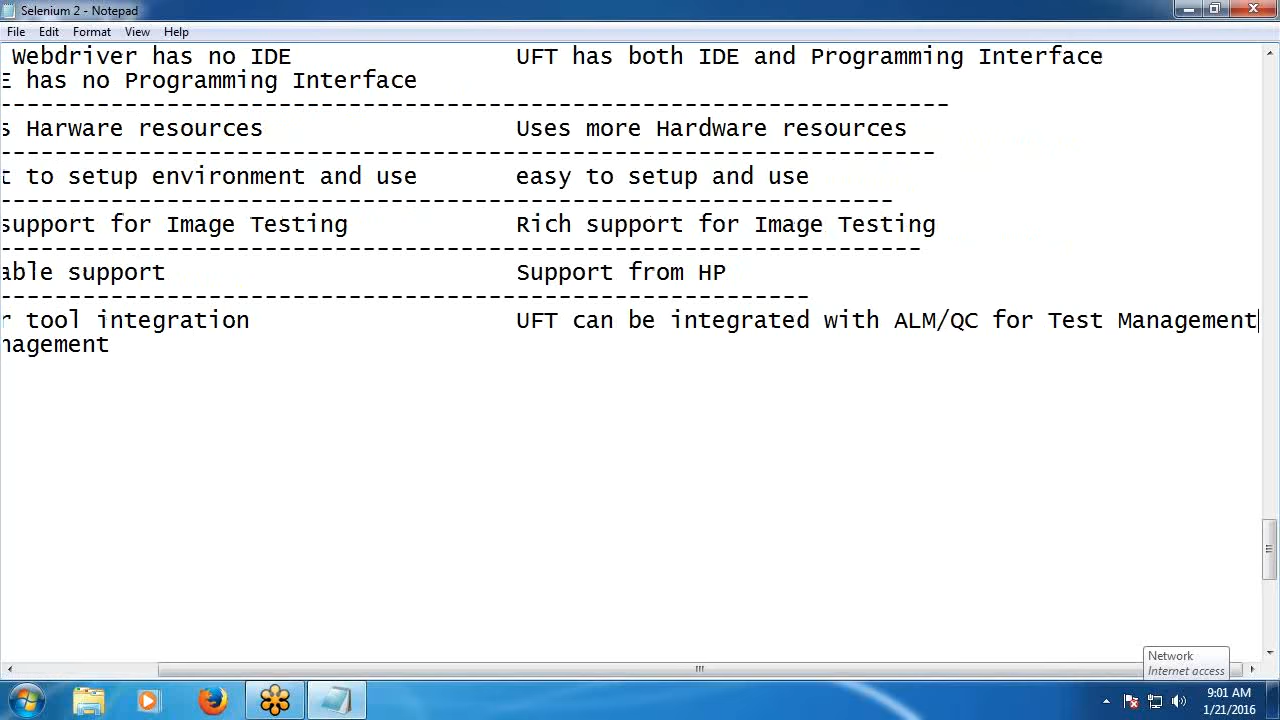 Selenium 2 - Notepad
File Edit Format View Help
Webdriver has no IDE UFT has both IDE and Programming Interface
E has no Programming Interface
--------------------------------------------------------------------
s Harware resources Uses more Hardware resources
-------------------------------------------------------------------
t to setup environment and use easy to setup and use
----------------------------------------------------------------
support for Image Testing Rich support for Image Testing
------------------------------------------------------------------
able support Support from HP
----------------------------------------------------------
r tool integration UFT can be integrated with ALM/QC for Test Management
nagement
Network
Internet access
9:01 AM
1/21/2016